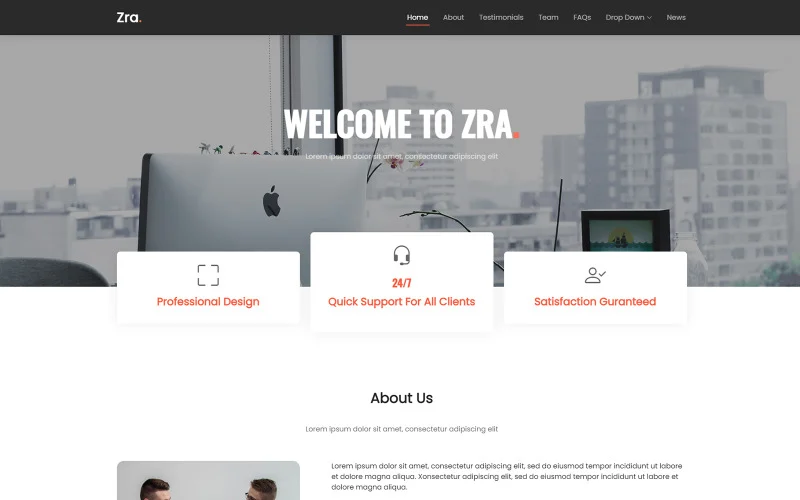 Zra.
Home About Testimonials Team FAQs Drop Down News
WELCOME TO ZRA.
Lorem ipsum dolor sit amet, consectetur adipiscing elit
Professional Design
24/7
Quick Support For All Clients
Satisfaction Guranteed
About Us
Lorem ipsum dolor sit amet, consectetur adipiscing elit
Lorem ipsum dolor sit amet, consectetur adipiscing elit, sed do eiusmod tempor incididunt ut labore
et dolore magna aliqua. Xonsectetur adipiscing elit, sed do eiusmod tempor incididunt ut labore et
dolore magna aliqua.